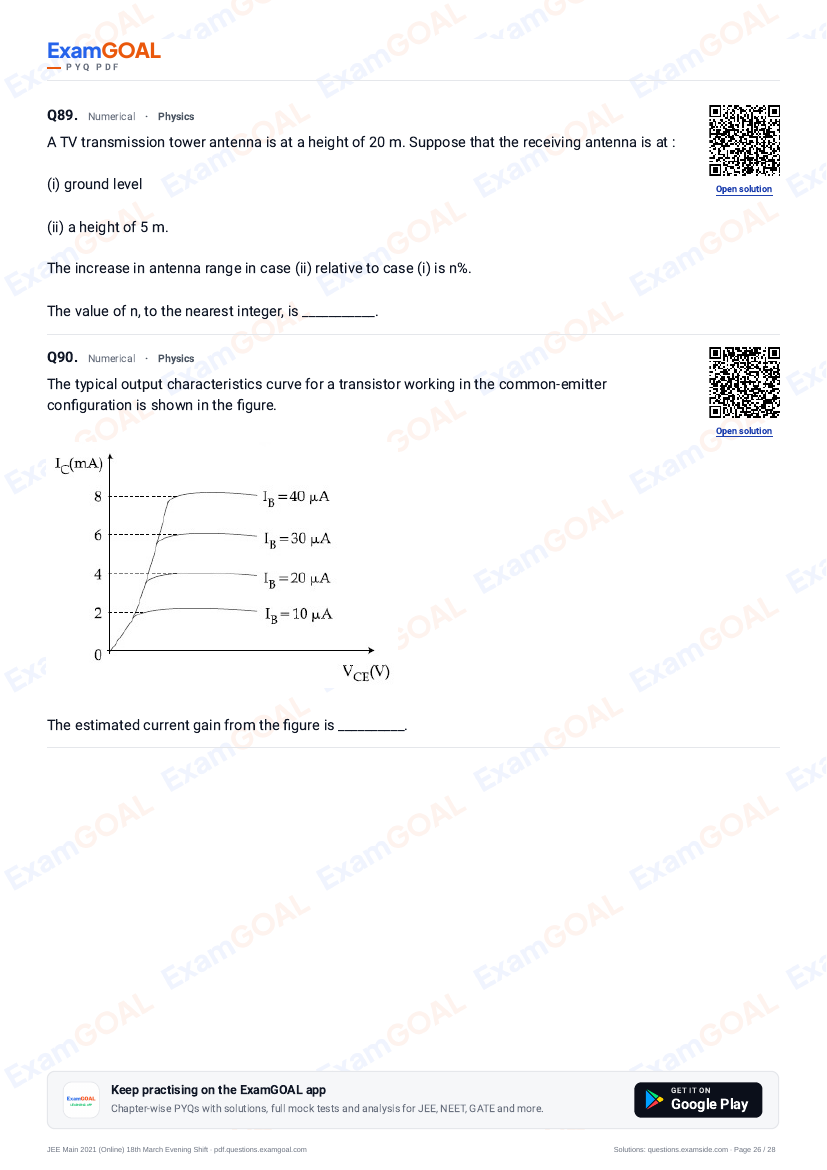 ExamGOAL
PYQ PDF
Q89. Numerical · Physics
A TV transmission tower antenna is at a height of 20 m. Suppose that the receiving antenna is at :
Open solution
(i) ground level
(ii) a height of 5 m.
The increase in antenna range in case (ii) relative to case (i) is n%.
The value of n, to the nearest integer, is __________.
Q90. Numerical · Physics
The typical output characteristics curve for a transistor working in the common-emitter
configuration is shown in the figure.
Open solution
I_C(mA)
8 I_B=40 μA
6 I_B=30 μA
4 I_B=20 μA
2 I_B=10 μA
0
V_CE(V)
The estimated current gain from the figure is _________.
Keep practising on the ExamGOAL app
Chapter-wise PYQs with solutions, full mock tests and analysis for JEE, NEET, GATE and more.
GET IT ON
Google Play
JEE Main 2021 (Online) 18th March Evening Shift · pdf.questions.examgoal.com
Solutions: questions.examside.com · Page 26 / 28